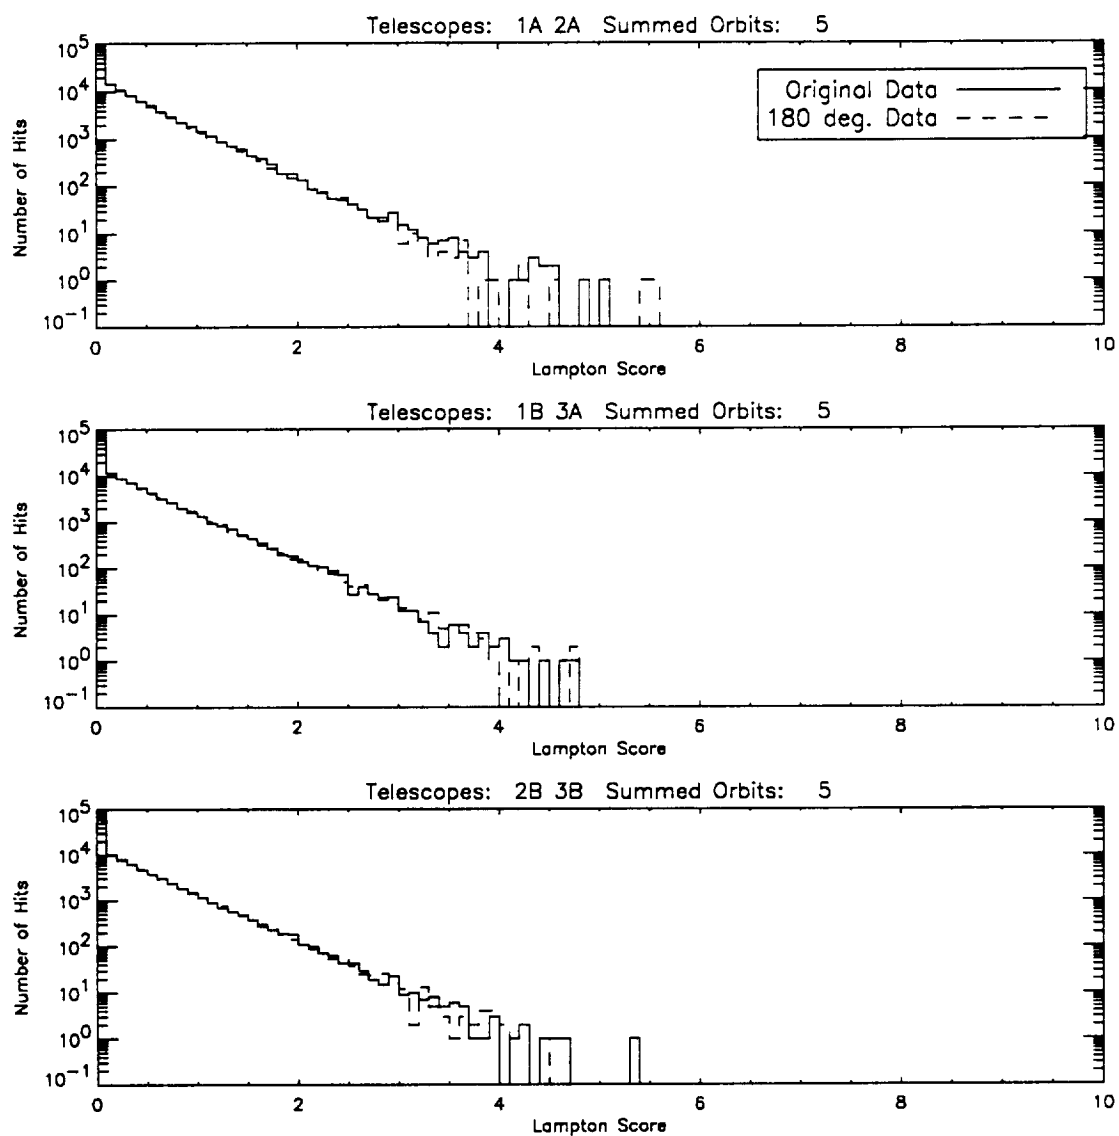 Telescopes: 1A 2A Summed Orbits: 5
Original Data
180 deg. Data
10^5
10^4
10^3
10^2
10^1
10^0
10^-1
Number of Hits
0 2 4 6 8 10
Lampton Score
Telescopes: 1B 3A Summed Orbits: 5
10^5
10^4
10^3
10^2
10^1
10^0
10^-1
Number of Hits
0 2 4 6 8 10
Lampton Score
Telescopes: 2B 3B Summed Orbits: 5
10^5
10^4
10^3
10^2
10^1
10^0
10^-1
Number of Hits
0 2 4 6 8 10
Lampton Score